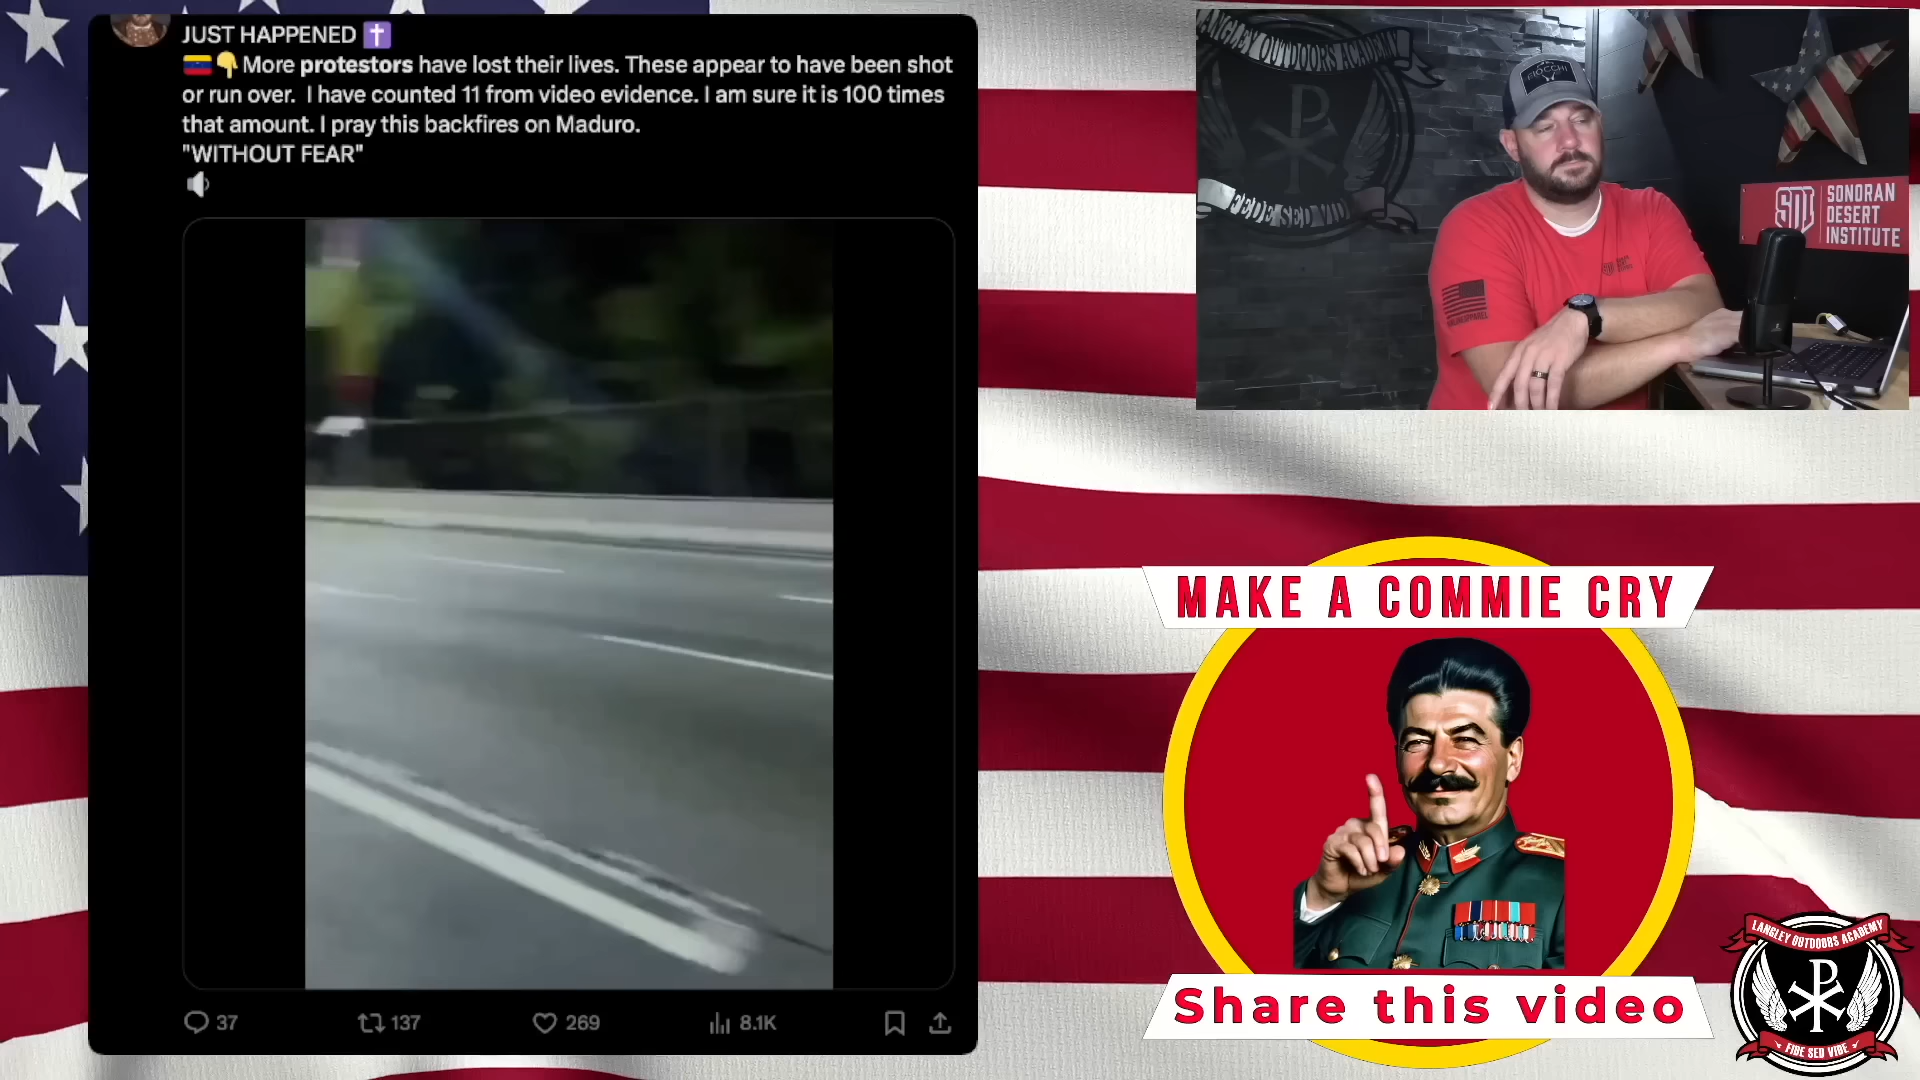 JUST HAPPENED
More protestors have lost their lives. These appear to have been shot
or run over. I have counted 11 from video evidence. I am sure it is 100 times
that amount. I pray this backfires on Maduro.
"WITHOUT FEAR"
37
137
269
8.1K
LANGLEY OUTDOORS ACADEMY
FIOCCHI
SDI
SONORAN
DESERT
INSTITUTE
MAKE A COMMIE CRY
Share this video
LANGLEY OUTDOORS ACADEMY
FIDE SED VIDE